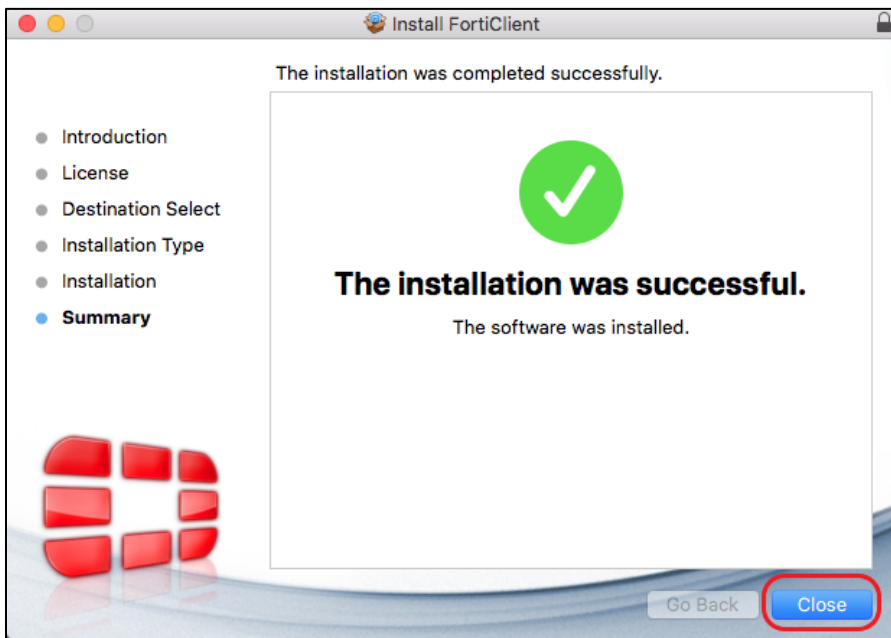 Install FortiClient
The installation was completed successfully.
Introduction
License
Destination Select
Installation Type
Installation
Summary
The installation was successful.
The software was installed.
Go Back
Close